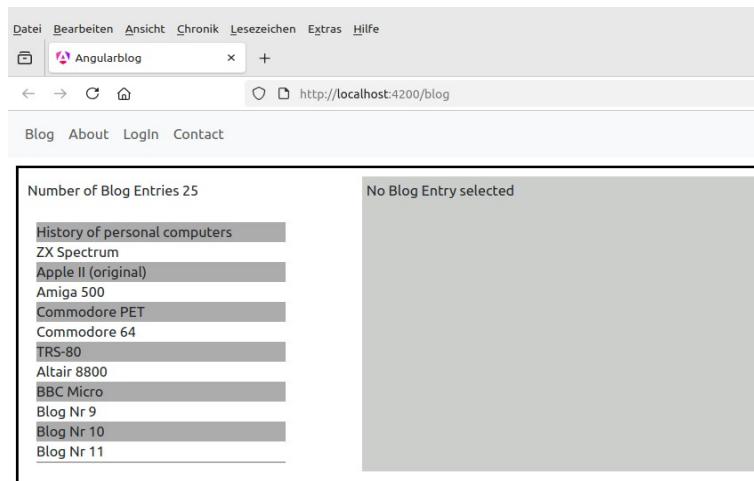 Datei Bearbeiten Ansicht Chronik Lesezeichen Extras Hilfe
Angularblog
http://localhost:4200/blog
Blog About LogIn Contact
Number of Blog Entries 25
No Blog Entry selected
History of personal computers
ZX Spectrum
Apple II (original)
Amiga 500
Commodore PET
Commodore 64
TRS-80
Altair 8800
BBC Micro
Blog Nr 9
Blog Nr 10
Blog Nr 11